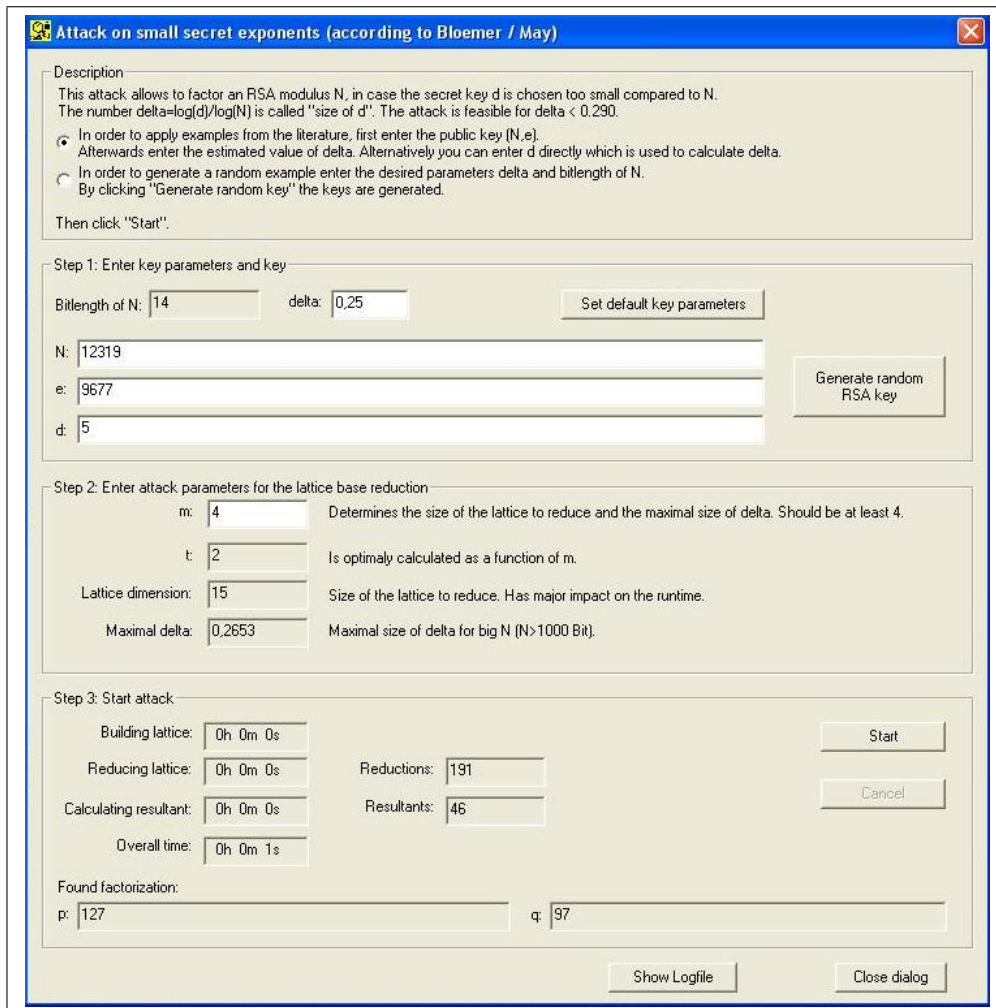 Attack on small secret exponents (according to Bloemer / May)
Description
This attack allows to factor an RSA modulus N, in case the secret key d is chosen too small compared to N.
The number delta=log(d)/log(N) is called "size of d". The attack is feasible for delta < 0.290.
In order to apply examples from the literature, first enter the public key (N,e).
Afterwards enter the estimated value of delta. Alternatively you can enter d directly which is used to calculate delta.
In order to generate a random example enter the desired parameters delta and bitlength of N.
By clicking "Generate random key" the keys are generated.
Then click "Start".
Step 1: Enter key parameters and key
Bitlength of N: 14 delta: 0,25 Set default key parameters
N: 12319
e: 9677
Generate random
RSA key
d: 5
Step 2: Enter attack parameters for the lattice base reduction
m: 4 Determines the size of the lattice to reduce and the maximal size of delta. Should be at least 4.
t: 2 Is optimaly calculated as a function of m.
Lattice dimension: 15 Size of the lattice to reduce. Has major impact on the runtime.
Maximal delta: 0,2653 Maximal size of delta for big N (N>1000 Bit).
Step 3: Start attack
Building lattice: 0h 0m 0s Start
Reducing lattice: 0h 0m 0s Reductions: 191
Calculating resultant: 0h 0m 0s Resultants: 46 Cancel
Overall time: 0h 0m 1s
Found factorization:
p: 127 q: 97
Show Logfile Close dialog